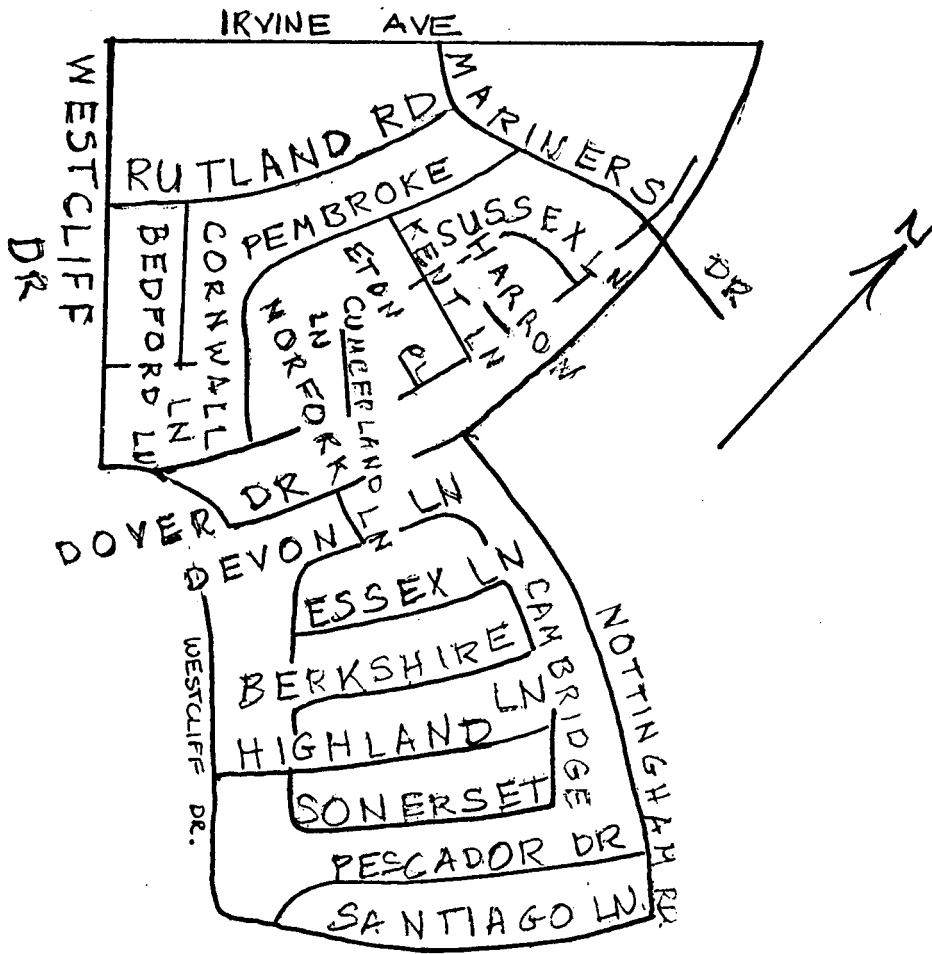 IRVINE AVE
MARINERS DR
WESTCLIFF DR
RUTLAND RD
PEMBROKE
SUSSEX LN
KENT LN
HARROW
BEDFORD LN
CORNWALL LN
ETON PL
NORFORK LN
CUMBERLAND LN
N
DOVER DR
DEVON LN
ESSEX LN
CAMBRIDGE
NOTTINGHAM RD.
BERKSHIRE LN
WESTCLIFF DR.
HIGHLAND
SOMERSET
PESCADOR DR
SANTIAGO LN.